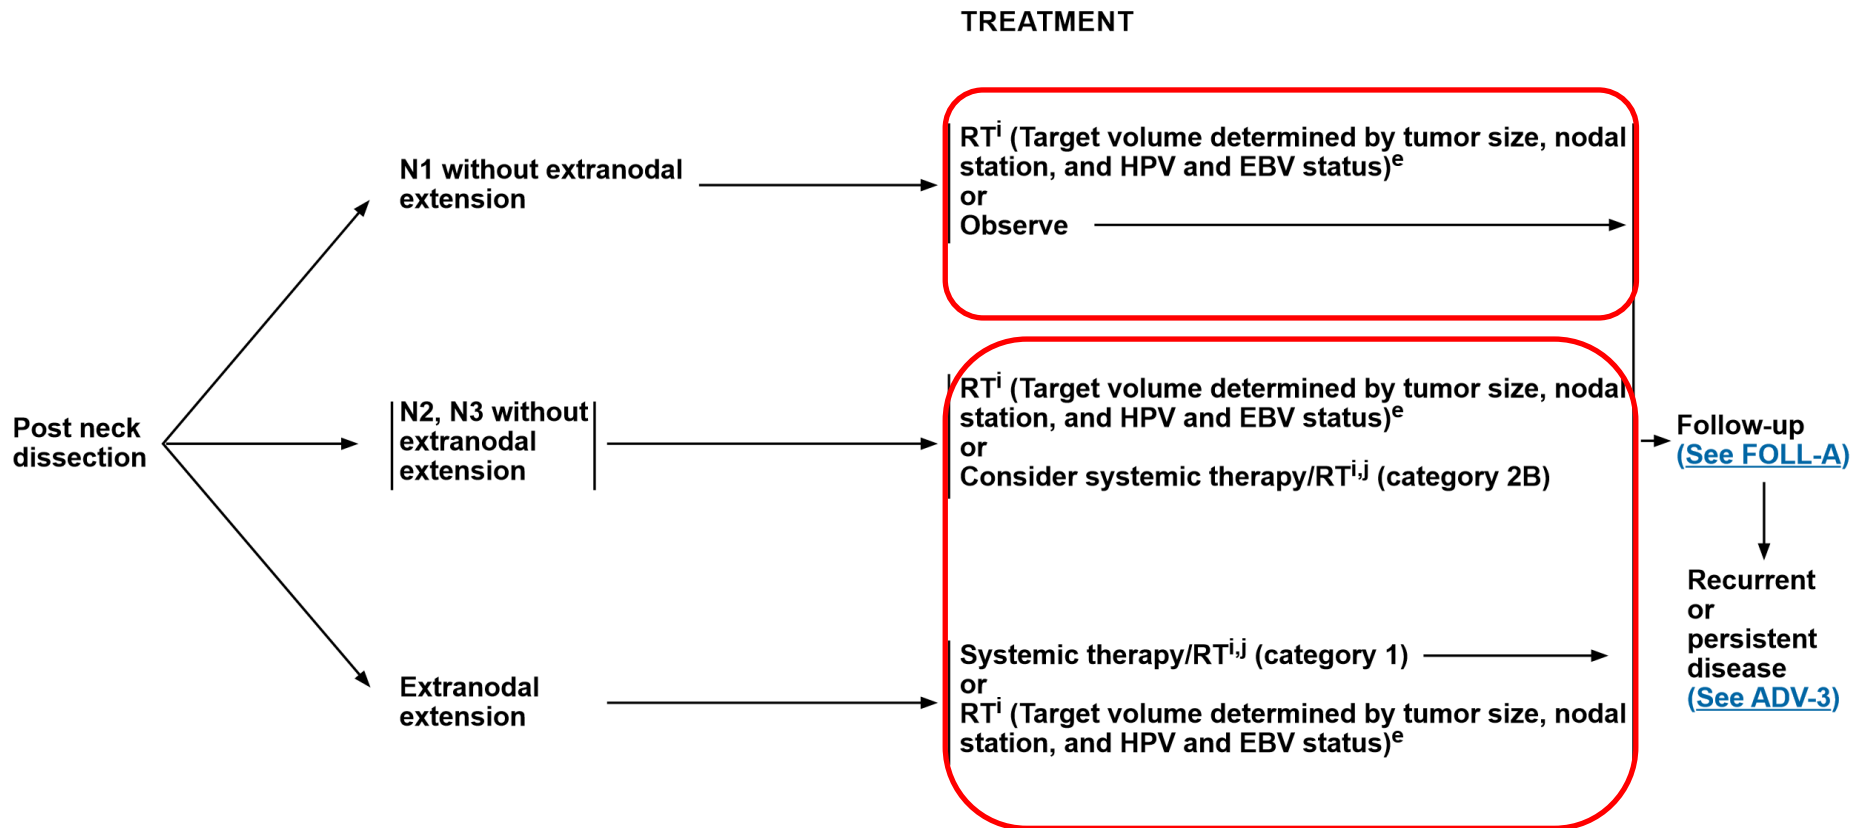 TREATMENT
N1 without extranodal
extension
RTⁱ (Target volume determined by tumor size, nodal
station, and HPV and EBV status)ᵉ
or
Observe
Post neck
dissection
N2, N3 without
extranodal
extension
RTⁱ (Target volume determined by tumor size, nodal
station, and HPV and EBV status)ᵉ
or
Consider systemic therapy/RTⁱ,ʲ (category 2B)
Extranodal
extension
Systemic therapy/RTⁱ,ʲ (category 1)
or
RTⁱ (Target volume determined by tumor size, nodal
station, and HPV and EBV status)ᵉ
Follow-up
(See FOLL-A)
Recurrent
or
persistent
disease
(See ADV-3)